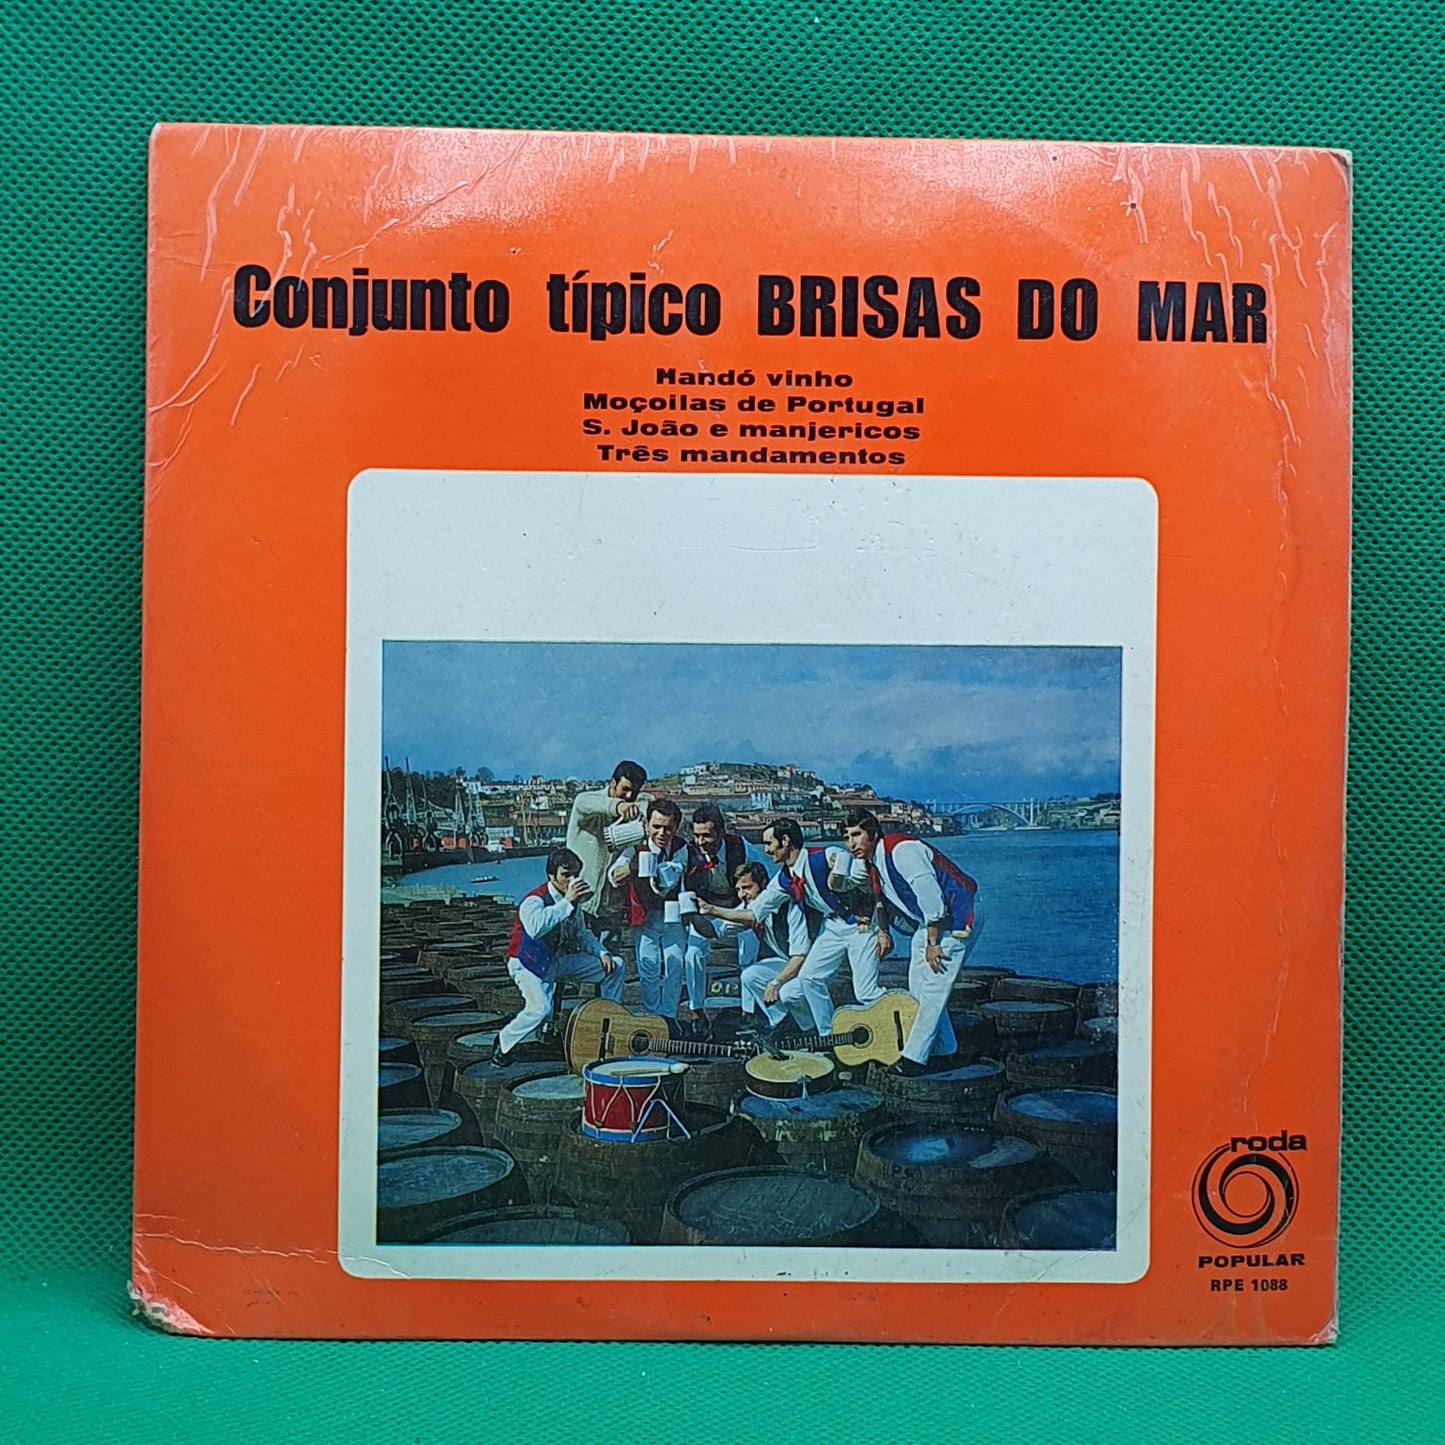 Conjunto típico BRISAS DO MAR
Mandó vinho
Moçoilas de Portugal
S. João e manjericos
Três mandamentos
roda
POPULAR
RPE 1088